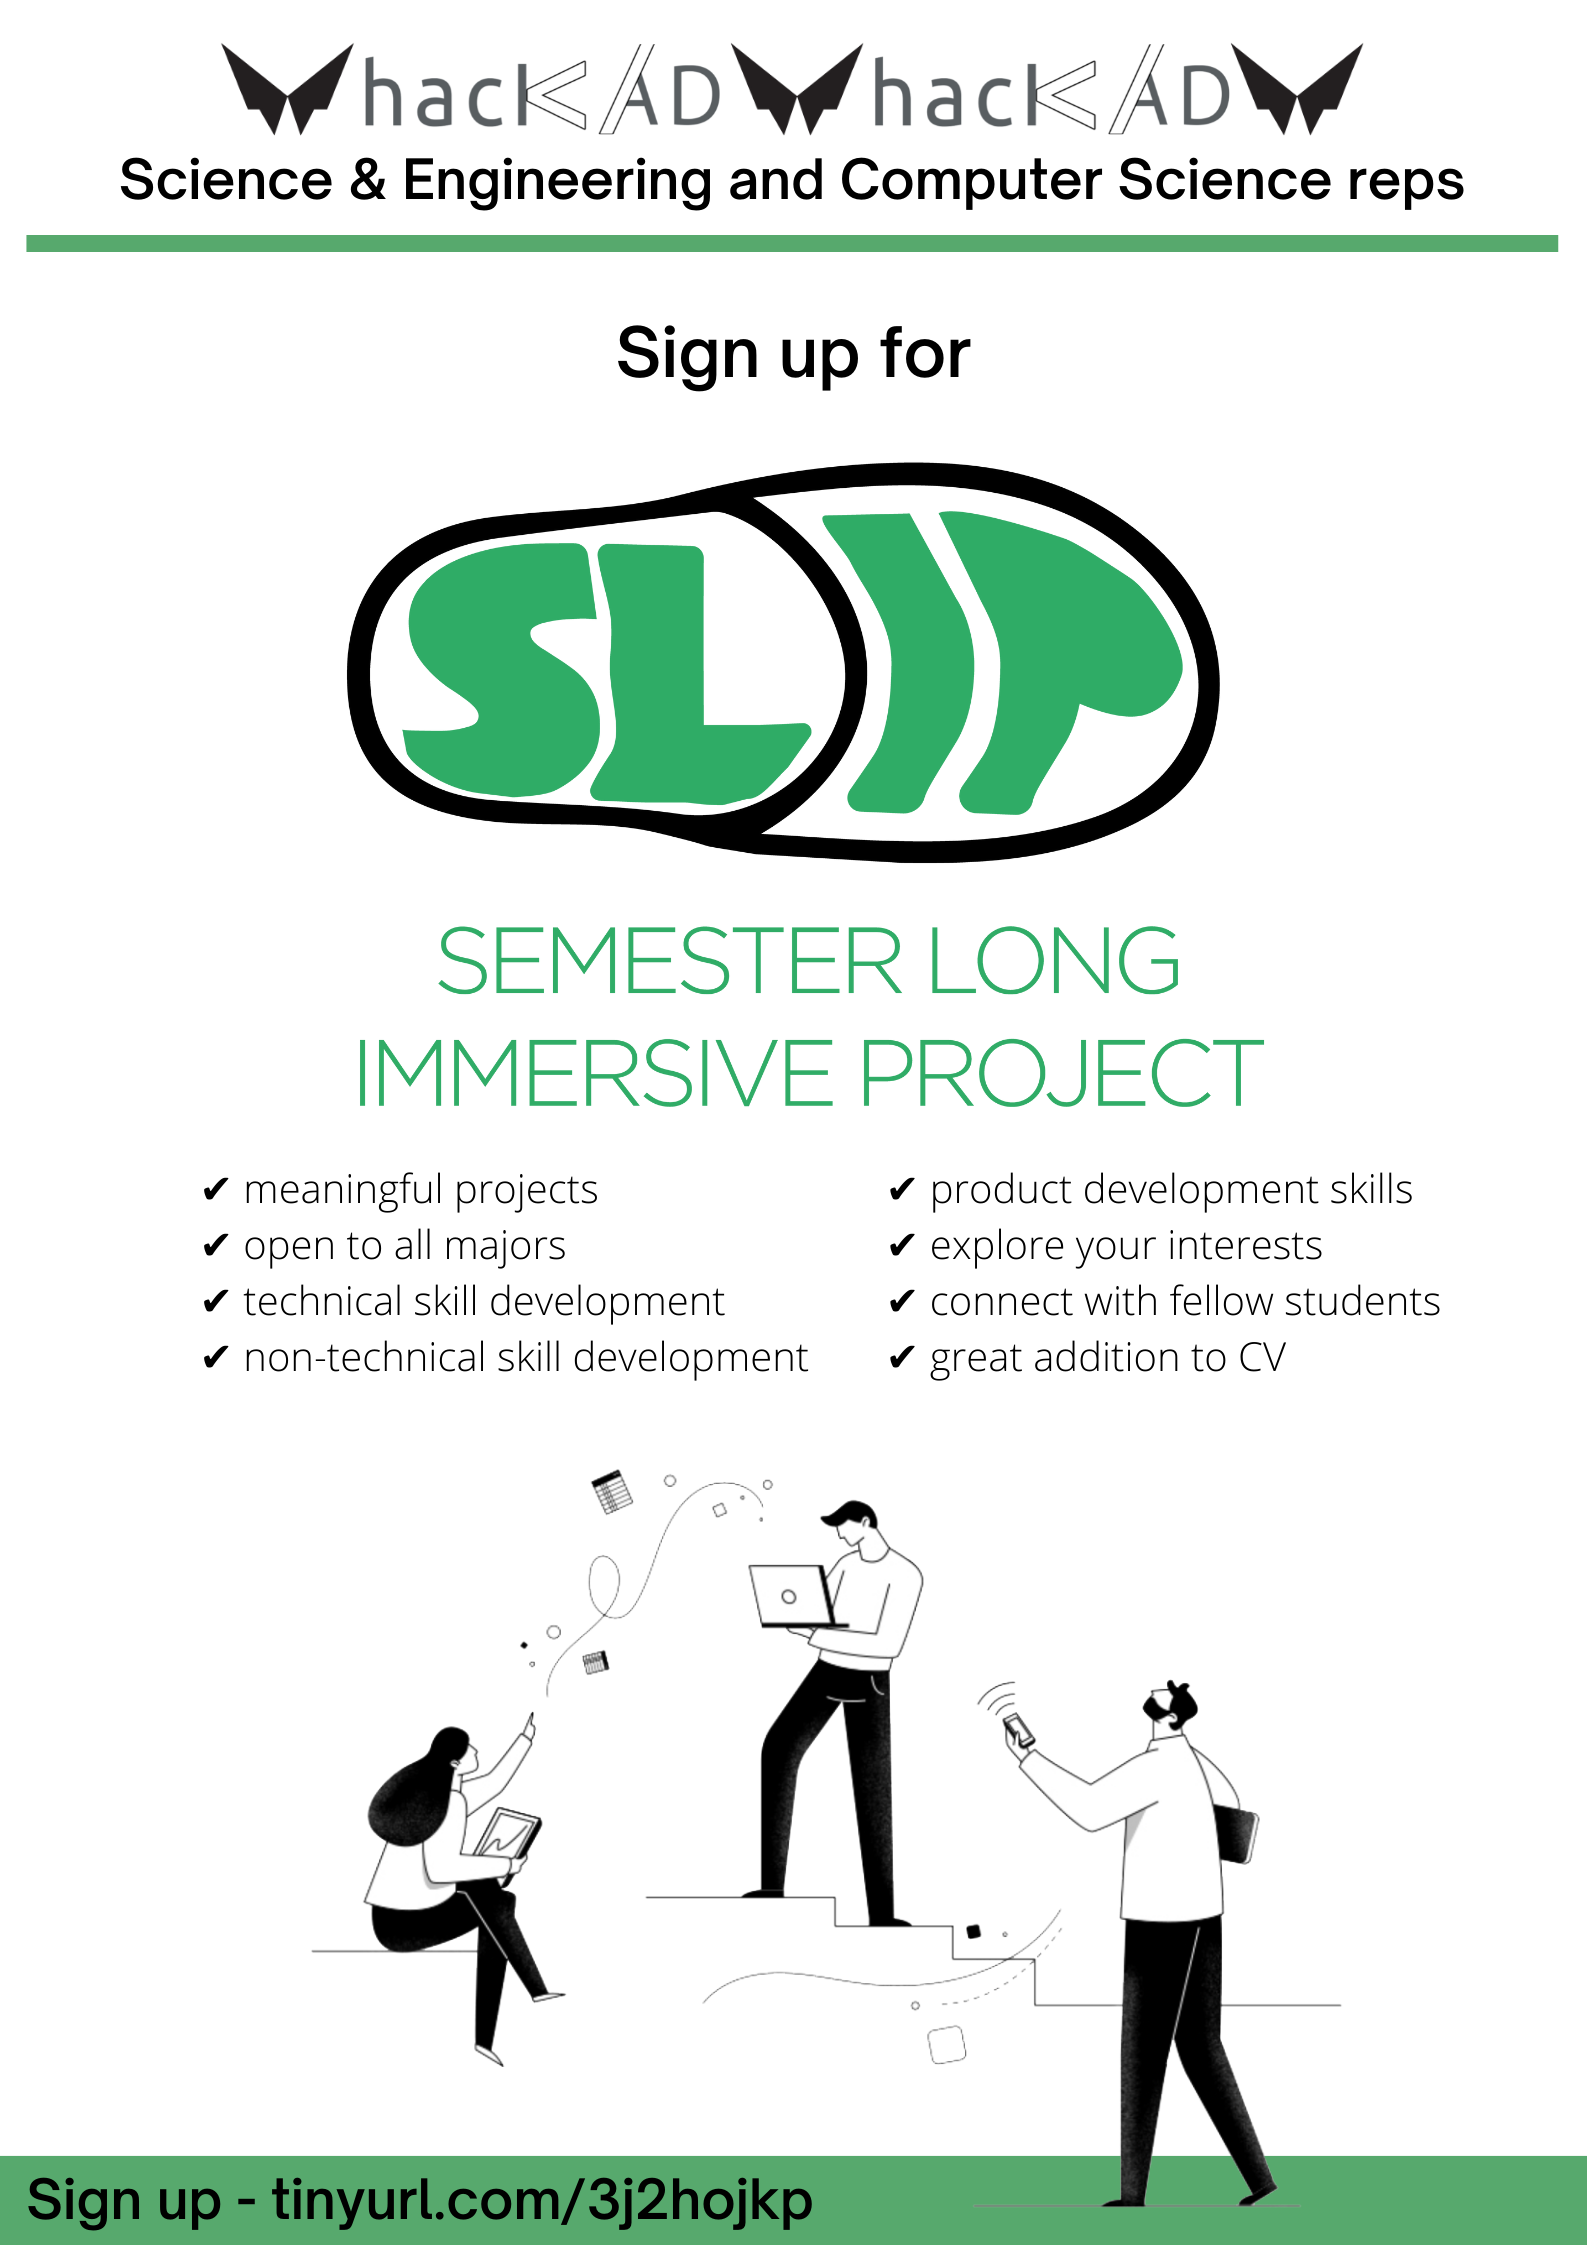 hackAD hackAD
Science & Engineering and Computer Science reps
Sign up for
SLIP
SEMESTER LONG
IMMERSIVE PROJECT
✔ meaningful projects
✔ open to all majors
✔ technical skill development
✔ non-technical skill development
✔ product development skills
✔ explore your interests
✔ connect with fellow students
✔ great addition to CV
Sign up - tinyurl.com/3j2hojkp